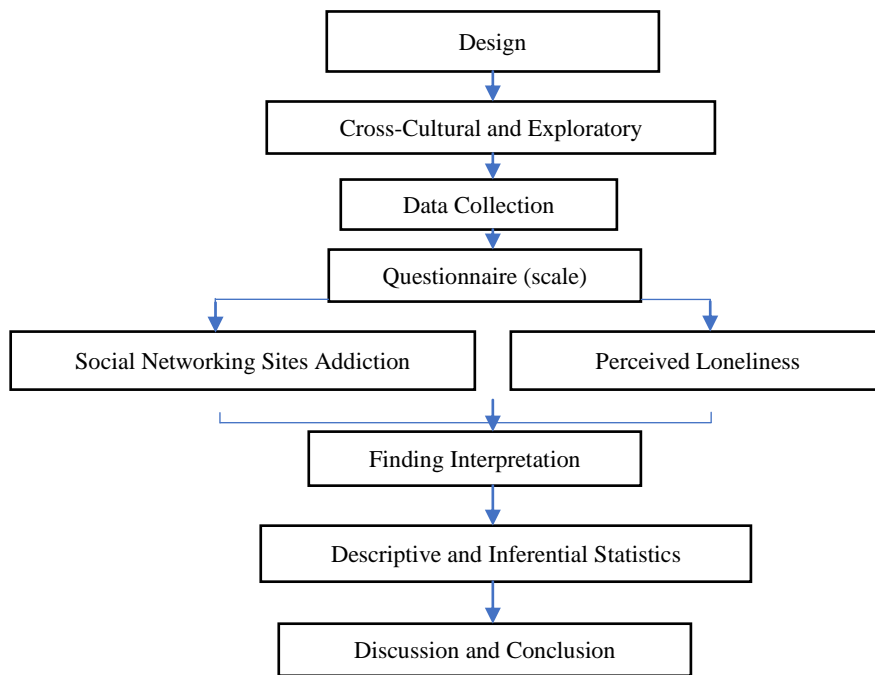 Design
Cross-Cultural and Exploratory
Data Collection
Questionnaire (scale)
Social Networking Sites Addiction
Perceived Loneliness
Finding Interpretation
Descriptive and Inferential Statistics
Discussion and Conclusion